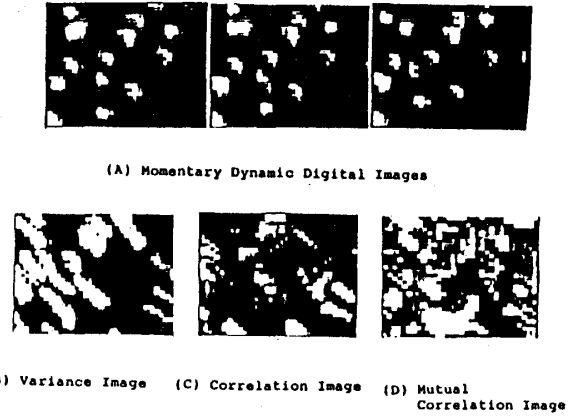 (A) Momentary Dynamic Digital Images
) Variance Image
(C) Correlation Image
(D) Mutual
Correlation Image